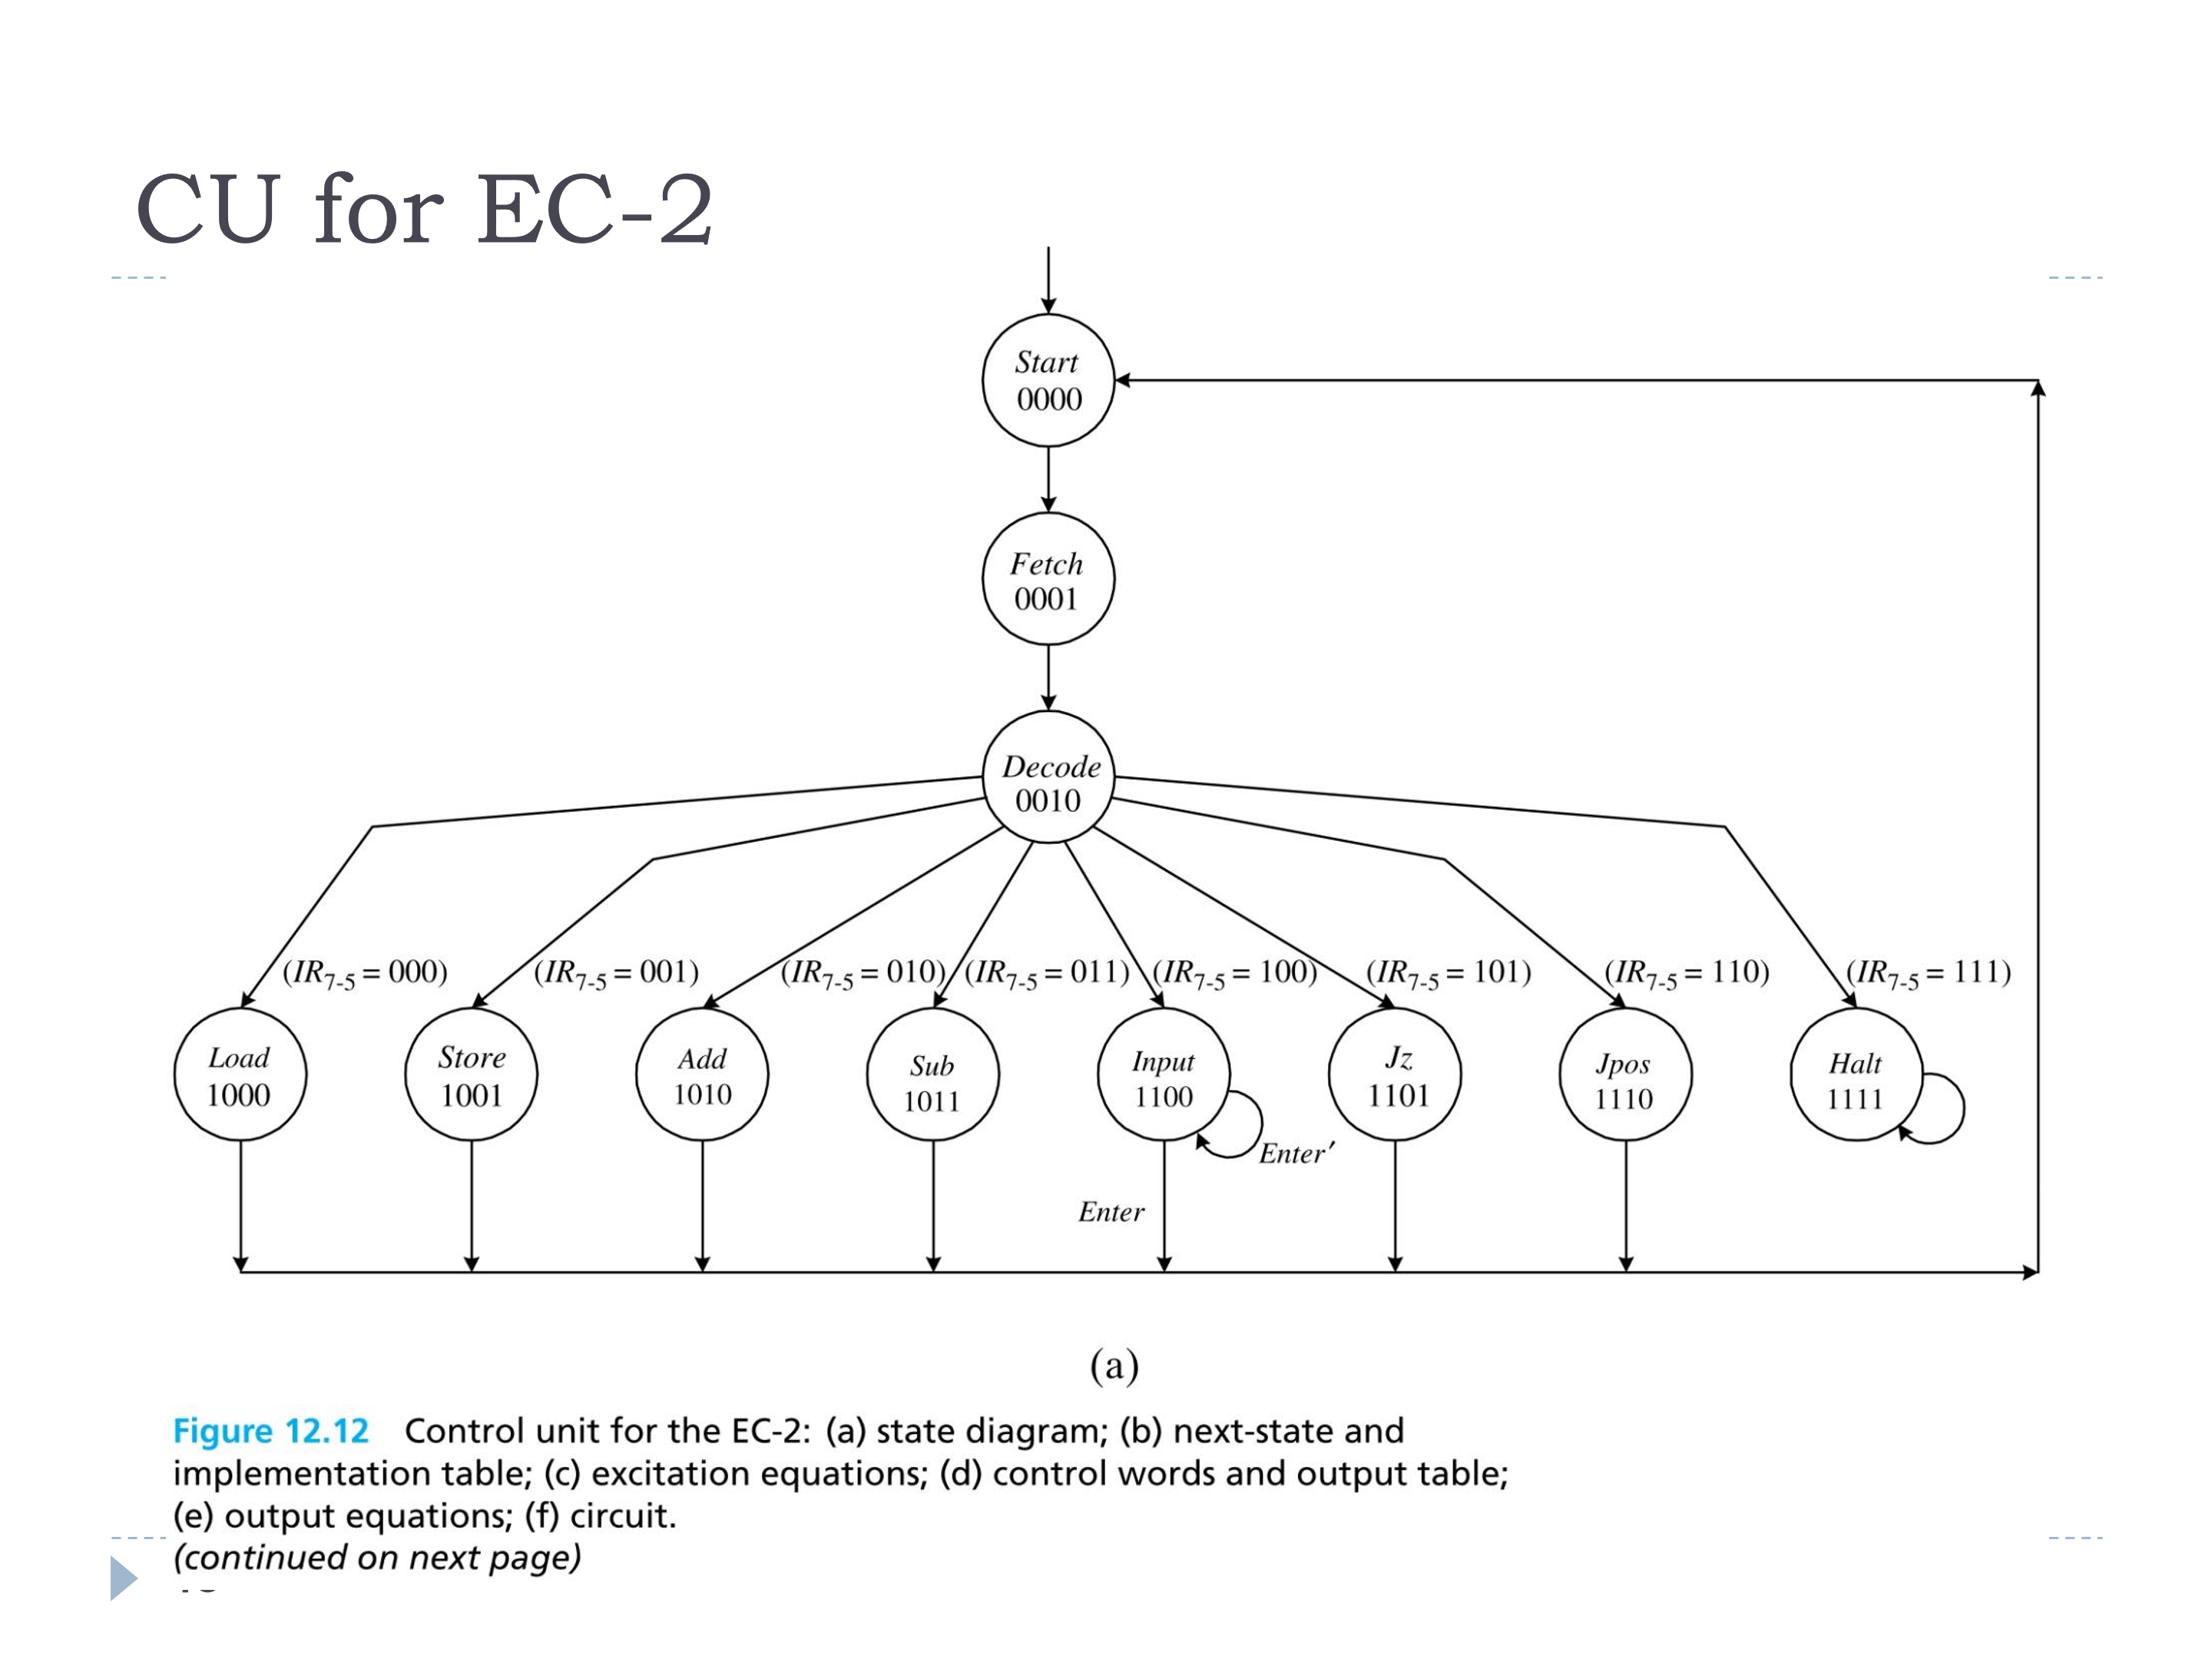 CU for EC-2
Start
0000
Fetch
0001
Decode
0010
(IR7-5 = 000) (IR7-5 = 001) (IR7-5 = 010) (IR7-5 = 011) (IR7-5 = 100) (IR7-5 = 101) (IR7-5 = 110) (IR7-5 = 111)
Load Store Add Sub Input Jz Jpos Halt
1000 1001 1010 1011 1100 1101 1110 1111
Enter′
Enter
(a)
Figure 12.12 Control unit for the EC-2: (a) state diagram; (b) next-state and
implementation table; (c) excitation equations; (d) control words and output table;
(e) output equations; (f) circuit.
(continued on next page)